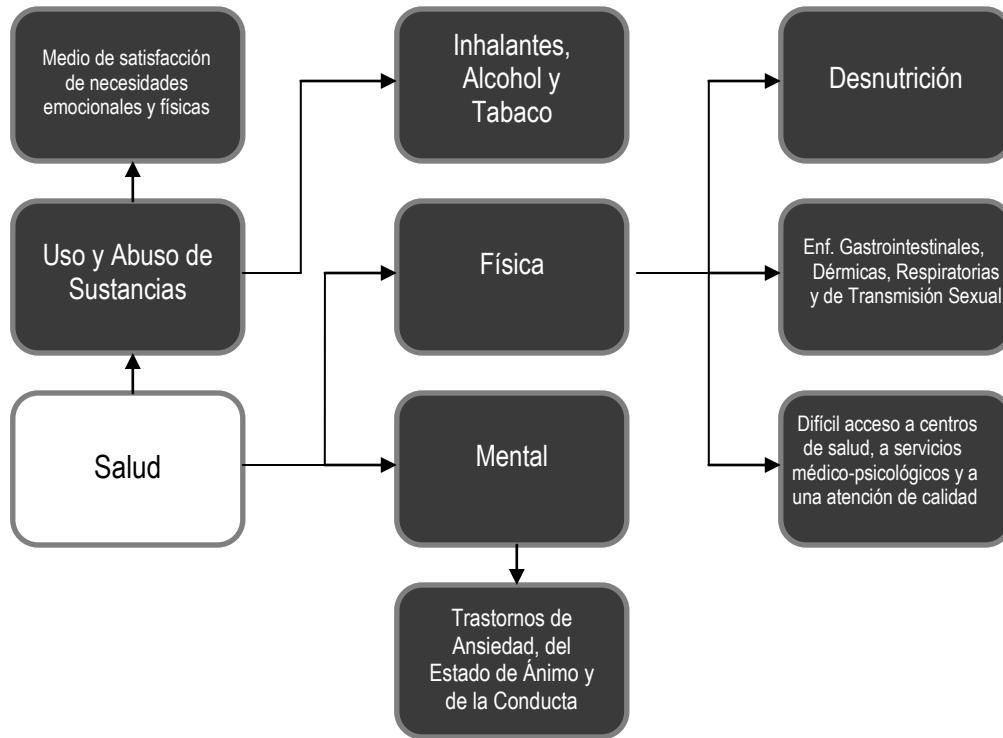 Medio de satisfacción
de necesidades
emocionales y físicas
Inhalantes,
Alcohol y
Tabaco
Desnutrición
Uso y Abuso de
Sustancias
Física
Enf. Gastrointestinales,
Dérmicas, Respiratorias
y de Transmisión Sexual
Salud
Mental
Difícil acceso a centros
de salud, a servicios
médico-psicológicos y a
una atención de calidad
Trastornos de
Ansiedad, del
Estado de Ánimo y
de la Conducta